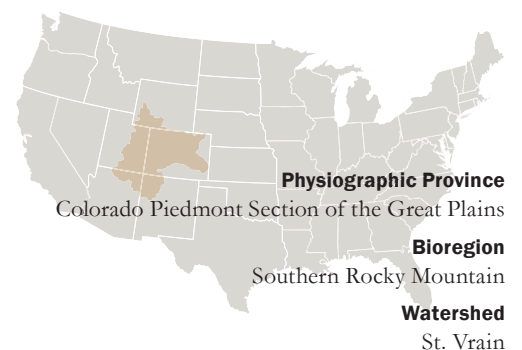 Physiographic Province
Colorado Piedmont Section of the Great Plains
Bioregion
Southern Rocky Mountain
Watershed
St. Vrain